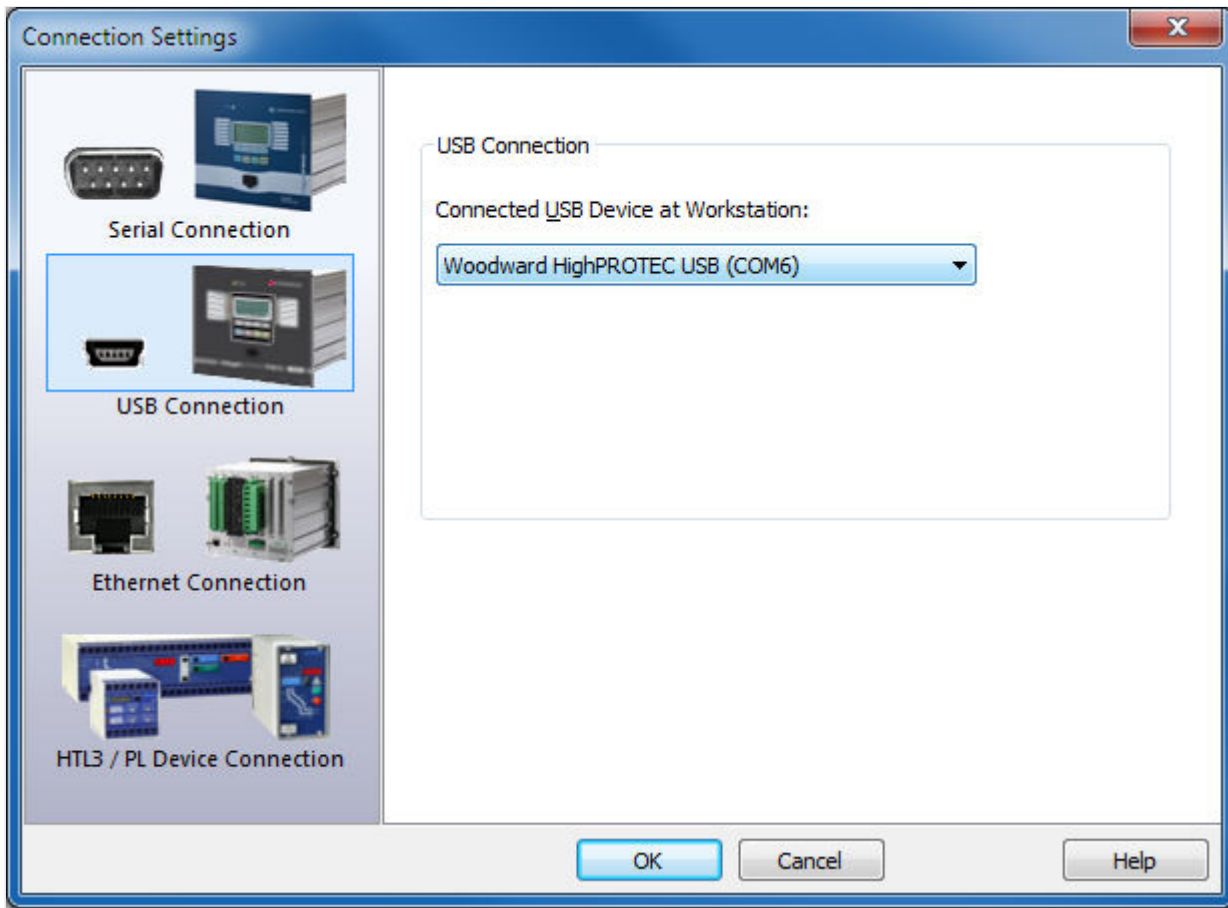 Connection Settings
Serial Connection
USB Connection
Ethernet Connection
HTL3 / PL Device Connection
USB Connection
Connected USB Device at Workstation:
Woodward HighPROTEC USB (COM6)
OK
Cancel
Help